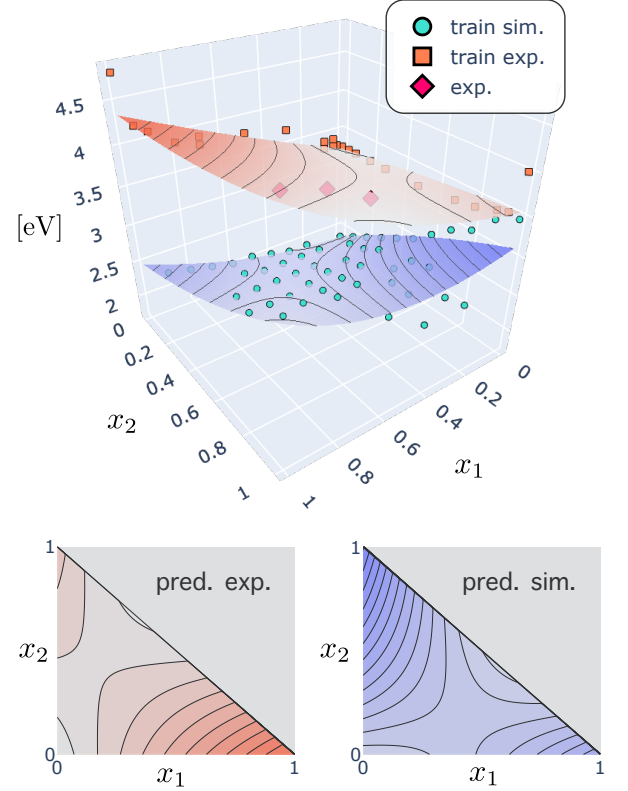 train sim.
train exp.
exp.
4.5
4
3.5
[eV]
3
2.5
2
0
0.2
0.4
0.6
0.8
1
x₂
0
0.2
0.4
0.6
0.8
1
x₁
1
pred. exp.
x₂
0
0
x₁
1
1
pred. sim.
x₂
0
0
x₁
1